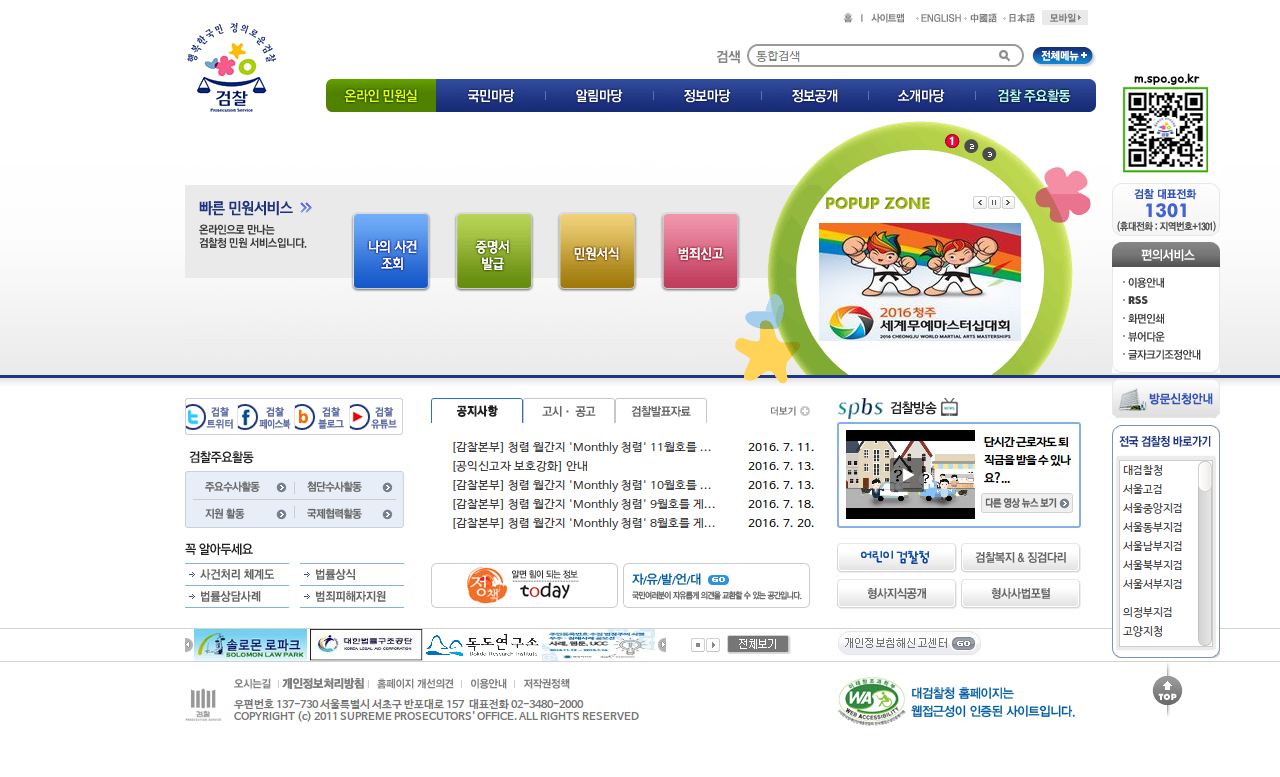 홈 | 사이트맵 · ENGLISH · 中國語 · 日本語 모바일
행복한국민 정의로운검찰
검찰
Prosecution Service
검색 통합검색 전체메뉴 +
온라인 민원실 국민마당 알림마당 정보마당 정보공개 소개마당 검찰 주요활동
m.spo.go.kr
빠른 민원서비스
온라인으로 만나는
검찰청 민원 서비스입니다.
나의 사건
조회
증명서
발급
민원서식
범죄신고
1 2 3
POPUP ZONE
2016 청주
세계무예마스터십대회
2016 CHEONGJU WORLD MARTIAL ARTS MASTERSHIPS
검찰 대표전화
1301
(휴대전화 : 지역번호+1301)
편의서비스
· 이용안내
· RSS
· 화면인쇄
· 뷰어다운
· 글자크기조정안내
방문신청안내
검찰
트위터
검찰
페이스북
검찰
블로그
검찰
유튜브
검찰주요활동
주요수사활동 첨단수사활동
지원 활동 국제협력활동
꼭 알아두세요
사건처리 체계도 법률상식
법률상담사례 범죄피해자지원
공지사항 고시 · 공고 검찰발표자료 더보기
[감찰본부] 청렴 월간지 'Monthly 청렴' 11월호를 ... 2016. 7. 11.
[공익신고자 보호강화] 안내 2016. 7. 13.
[감찰본부] 청렴 월간지 'Monthly 청렴' 10월호를 ... 2016. 7. 13.
[감찰본부] 청렴 월간지 'Monthly 청렴' 9월호를 게... 2016. 7. 18.
[감찰본부] 청렴 월간지 'Monthly 청렴' 8월호를 게... 2016. 7. 20.
정책 알면 힘이 되는 정보
today
자/유/발/언/대 GO
국민여러분이 자유롭게 의견을 교환할 수 있는 공간입니다.
spbs 검찰방송
단시간 근로자도 퇴
직금을 받을 수 있나
요?...
다른 영상 뉴스 보기
어린이 검찰청 검찰복지 & 징검다리
형사지식공개 형사사법포털
전국 검찰청 바로가기
대검찰청
서울고검
서울중앙지검
서울동부지검
서울남부지검
서울북부지검
서울서부지검
의정부지검
고양지청
솔로몬 로파크
SOLOMON LAW PARK
대한법률구조공단
KOREA LEGAL AID CORPORATION
독도연구소
Dokdo Research Institute
사례, 웹툰, UCC
전체보기
개인정보침해신고센터 GO
오시는길 | 개인정보처리방침 | 홈페이지 개선의견 | 이용안내 | 저작권정책
검찰
PROSECUTION SERVICE
우편번호 137-730 서울특별시 서초구 반포대로 157 대표전화 02-3480-2000
COPYRIGHT (c) 2011 SUPREME PROSECUTORS' OFFICE. ALL RIGHTS RESERVED
WA
WEB ACCESSIBILITY
대검찰청 홈페이지는
웹접근성이 인증된 사이트입니다.
TOP